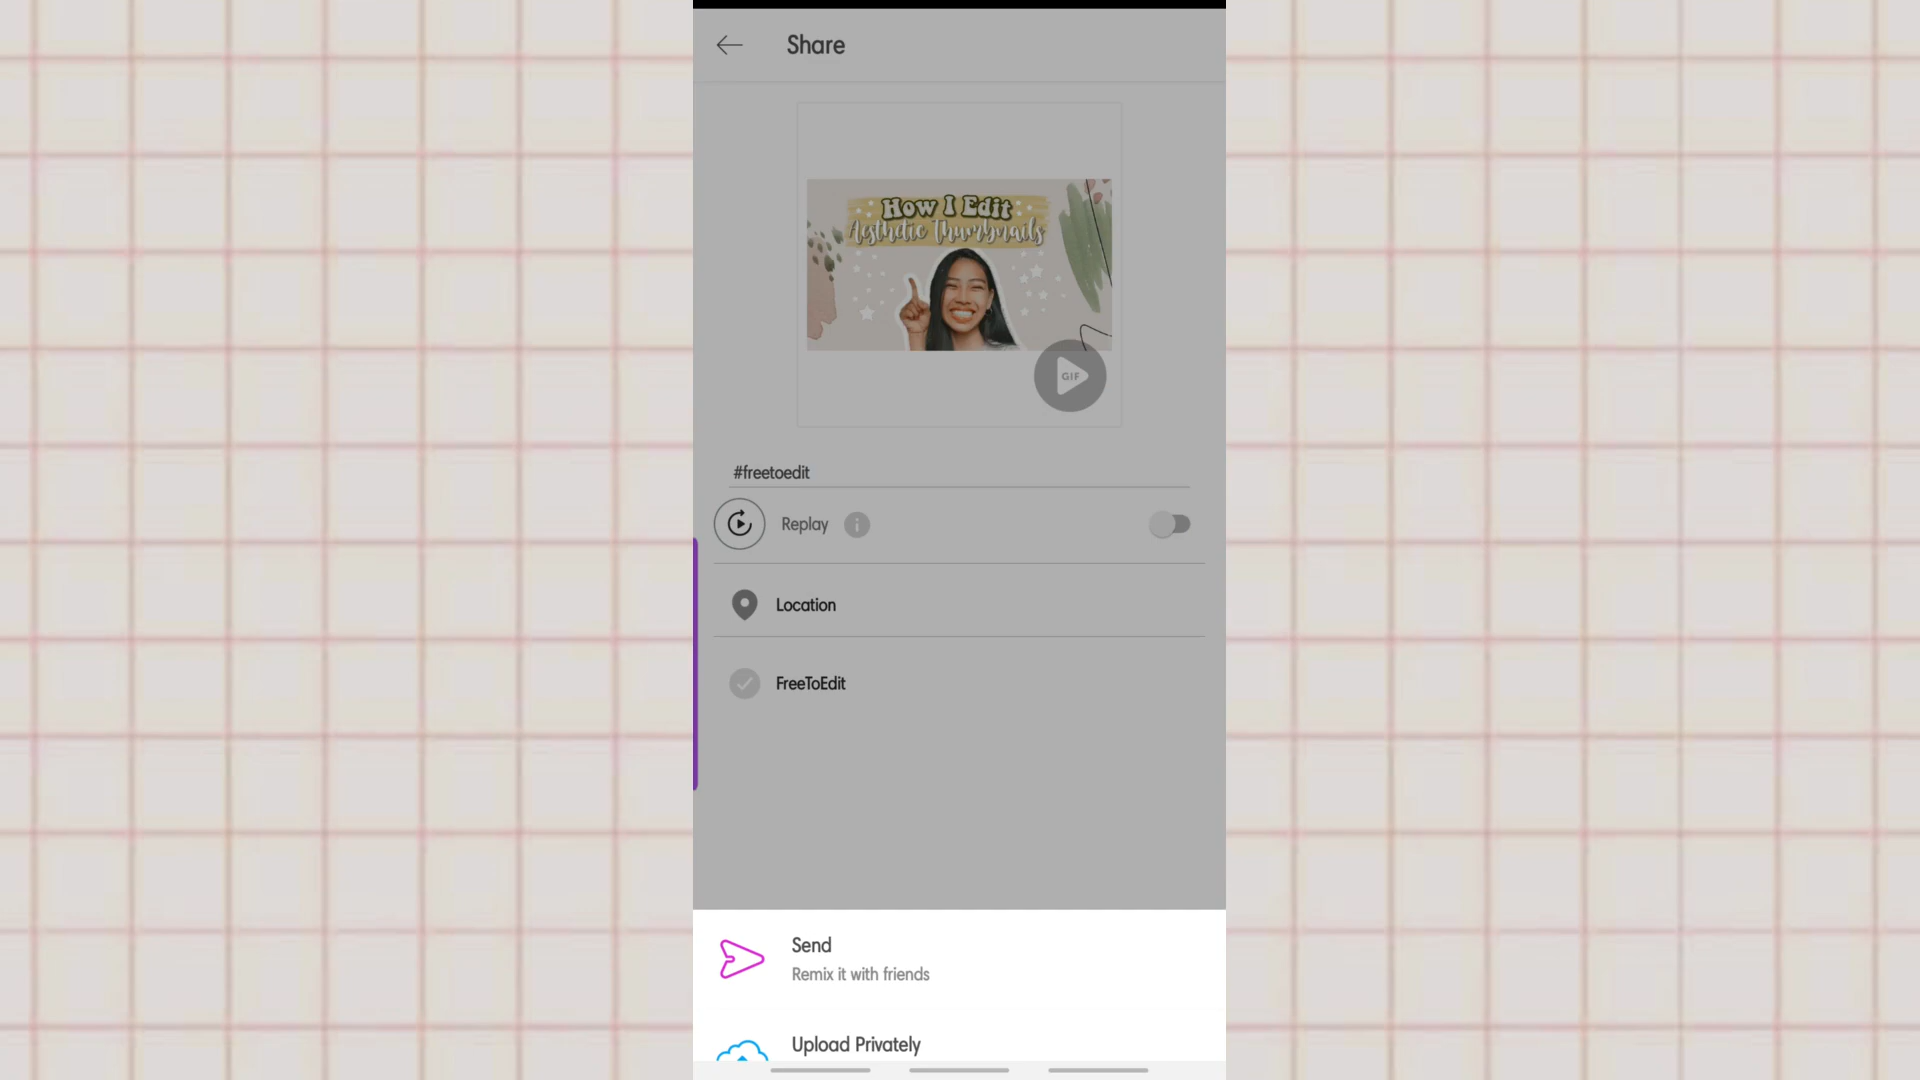 Share
How I Edit
Aesthetic Thumbnails
GIF
#freetoedit
Replay
Location
FreeToEdit
Send
Remix it with friends
Upload Privately